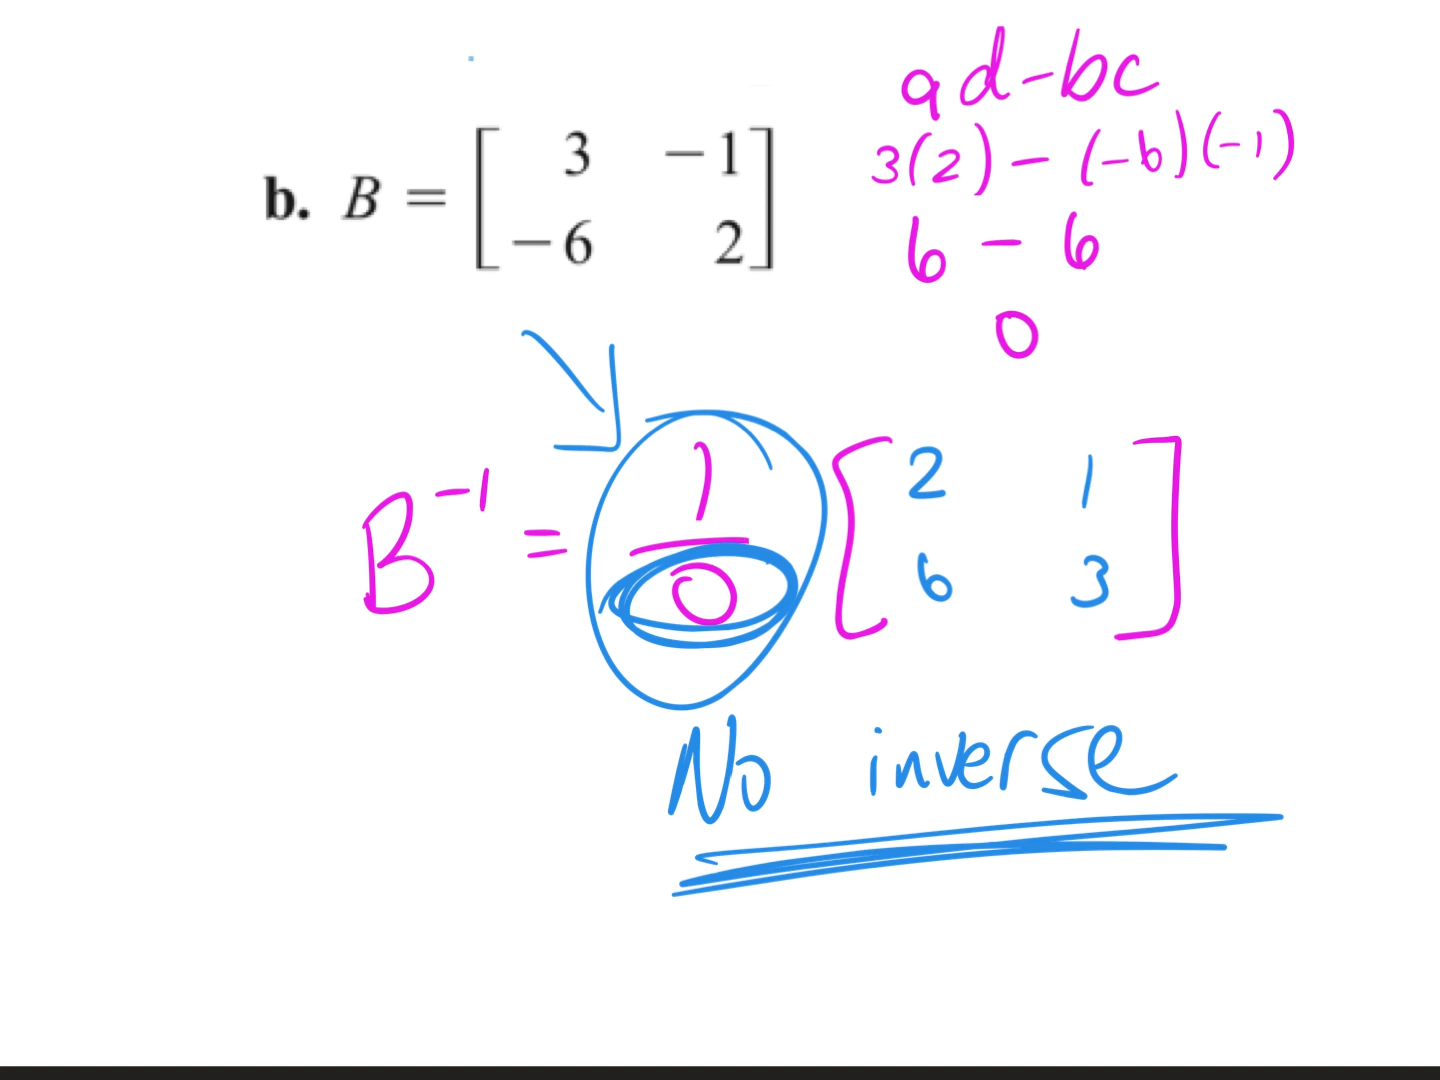 ad-bc
b. B = [ 3 -1
-6 2 ]
3(2) - (-6)(-1)
6 - 6
0
B⁻¹ = 1/0 [ 2 1
6 3 ]
No inverse